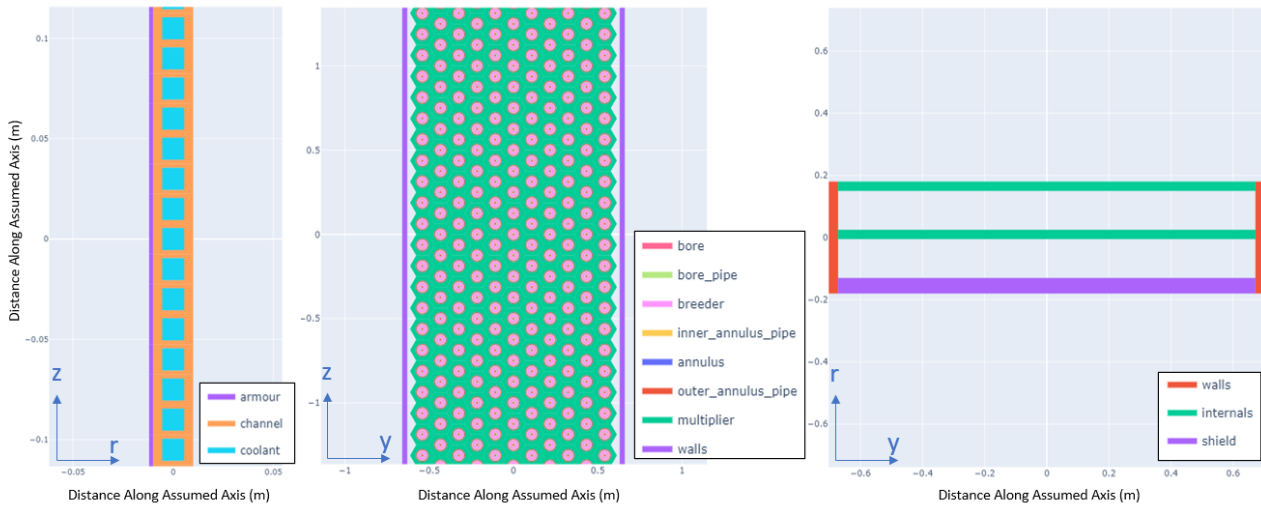 Distance Along Assumed Axis (m)
0.1
0.05
0
−0.05
−0.1
z
r
armour
channel
coolant
−0.05
0
0.05
Distance Along Assumed Axis (m)
1
0.5
0
−0.5
−1
z
y
bore
bore_pipe
breeder
inner_annulus_pipe
annulus
outer_annulus_pipe
multiplier
walls
−1
−0.5
0
0.5
1
Distance Along Assumed Axis (m)
0.6
0.4
0.2
0
−0.2
−0.4
−0.6
r
y
walls
internals
shield
−0.6
−0.4
−0.2
0
0.2
0.4
0.6
Distance Along Assumed Axis (m)